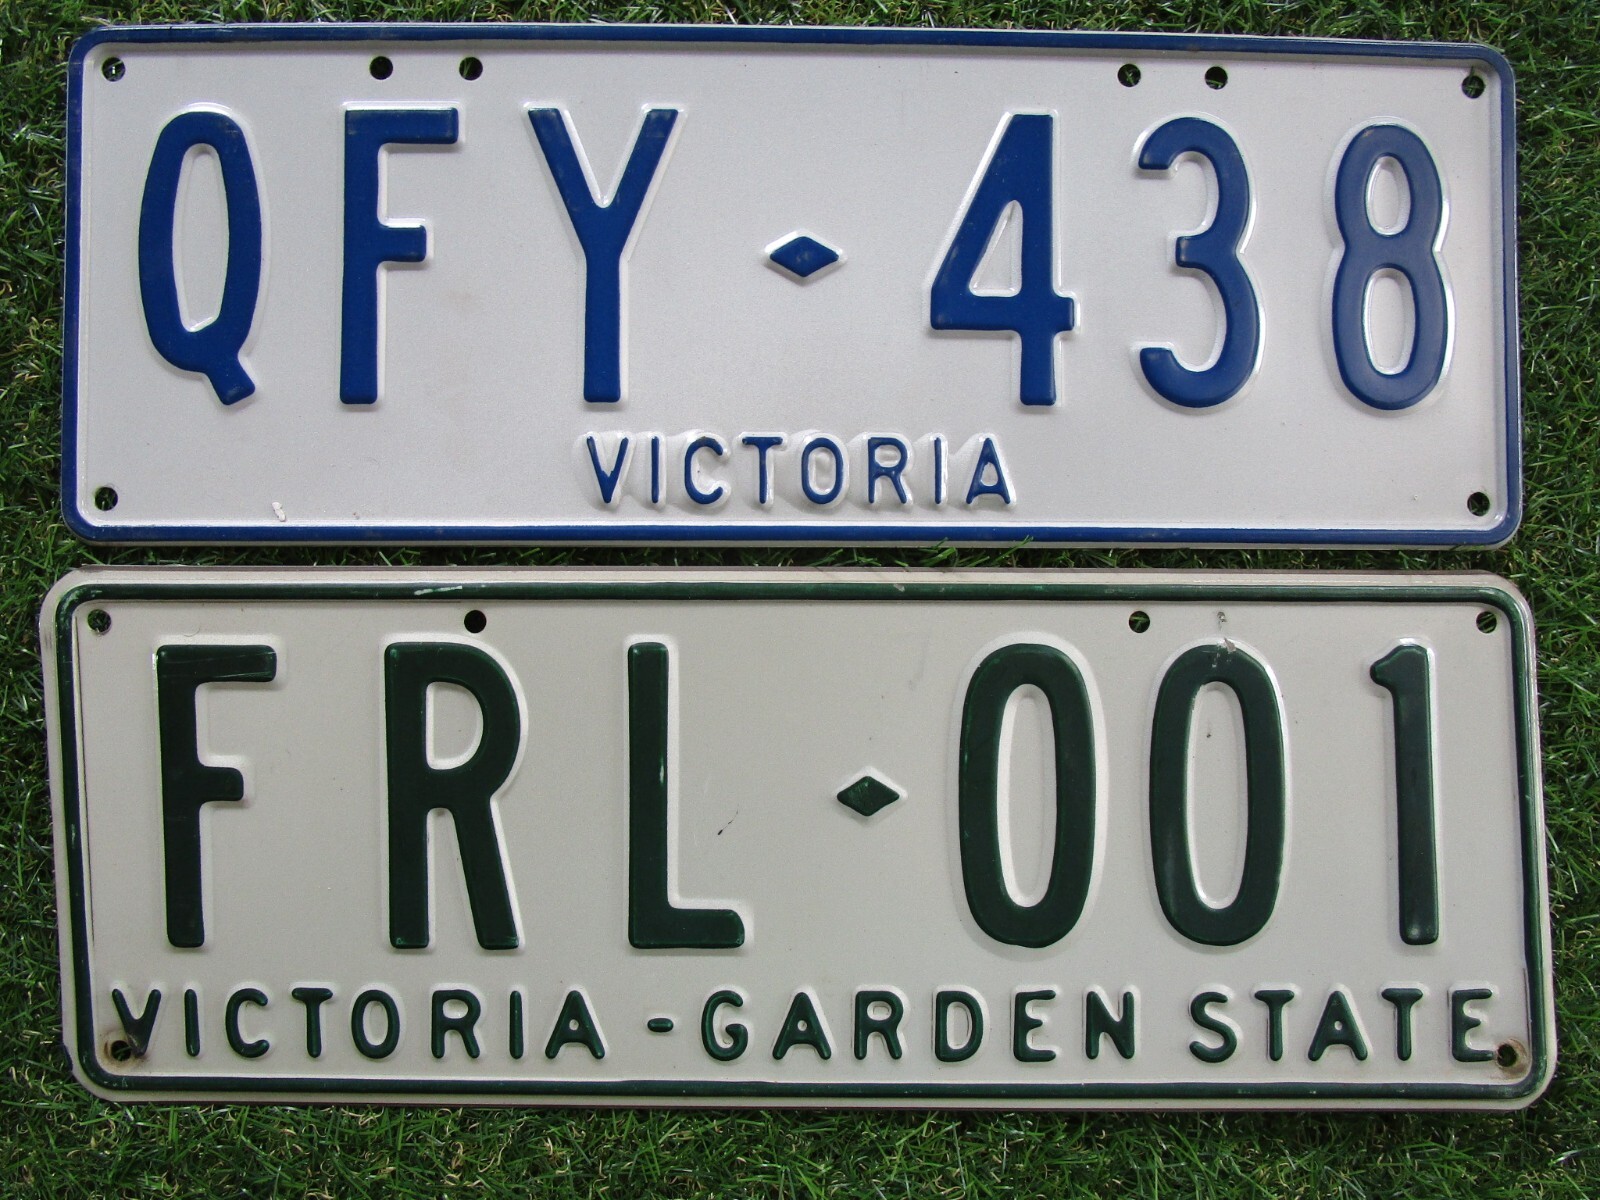 QFY♦438
VICTORIA
FRL♦001
VICTORIA-GARDEN STATE